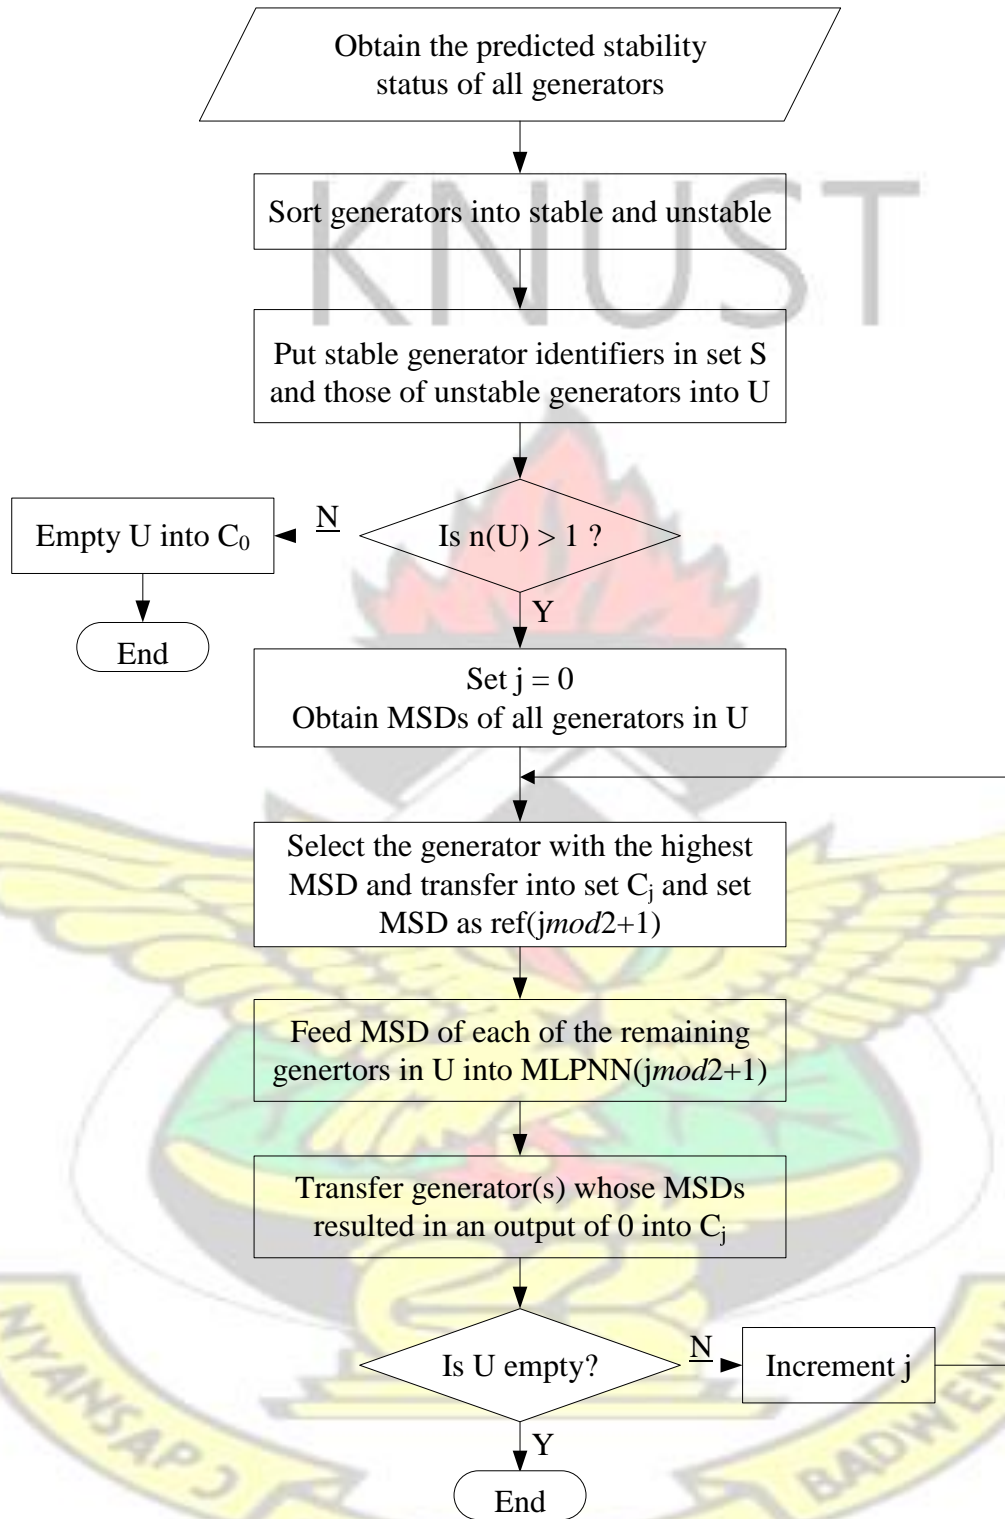 Obtain the predicted stability
status of all generators
KNUST
Sort generators into stable and unstable
Put stable generator identifiers in set S
and those of unstable generators into U
Is n(U) > 1 ?
N
Empty U into C₀
End
Y
Set j = 0
Obtain MSDs of all generators in U
Select the generator with the highest
MSD and transfer into set Cⱼ and set
MSD as ref(jmod2+1)
Feed MSD of each of the remaining
genertors in U into MLPNN(jmod2+1)
Transfer generator(s) whose MSDs
resulted in an output of 0 into Cⱼ
Is U empty?
N
Increment j
Y
End
NYANSAPƆ
BADWENM